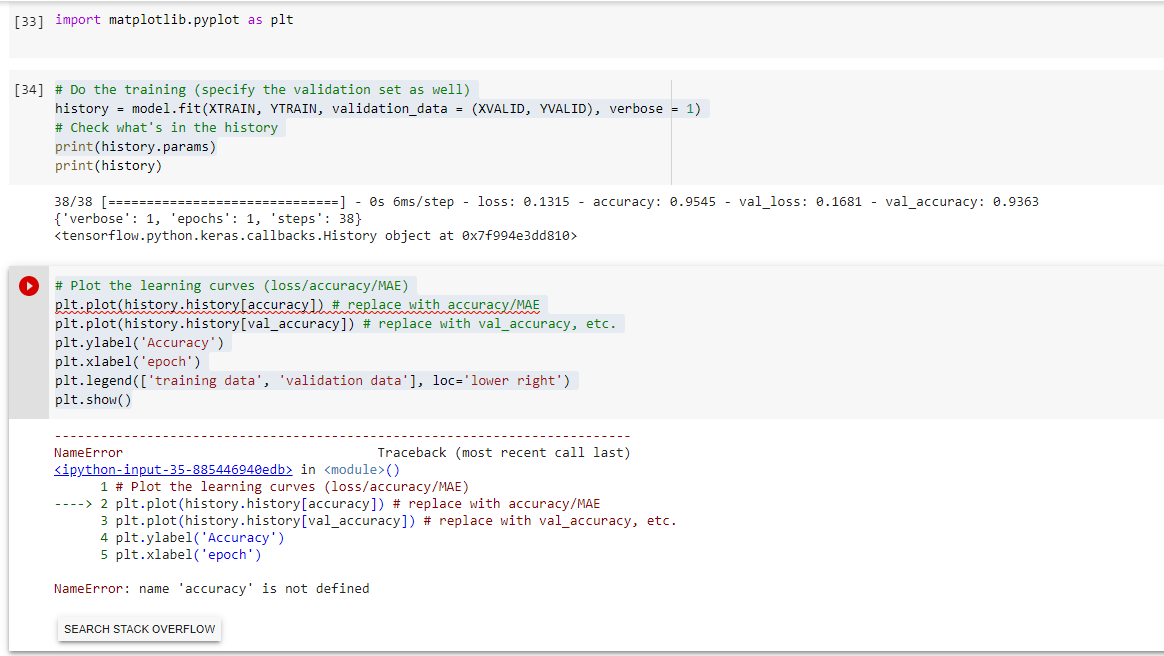 [33] import matplotlib.pyplot as plt
[34] # Do the training (specify the validation set as well)
history = model.fit(XTRAIN, YTRAIN, validation_data = (XVALID, YVALID), verbose = 1)
# Check what's in the history
print(history.params)
print(history)
38/38 [==============================] - 0s 6ms/step - loss: 0.1315 - accuracy: 0.9545 - val_loss: 0.1681 - val_accuracy: 0.9363
{'verbose': 1, 'epochs': 1, 'steps': 38}
<tensorflow.python.keras.callbacks.History object at 0x7f994e3dd810>
# Plot the learning curves (loss/accuracy/MAE)
plt.plot(history.history[accuracy]) # replace with accuracy/MAE
plt.plot(history.history[val_accuracy]) # replace with val_accuracy, etc.
plt.ylabel('Accuracy')
plt.xlabel('epoch')
plt.legend(['training data', 'validation data'], loc='lower right')
plt.show()
---------------------------------------------------------------------------
NameError Traceback (most recent call last)
<ipython-input-35-885446940edb> in <module>()
1 # Plot the learning curves (loss/accuracy/MAE)
----> 2 plt.plot(history.history[accuracy]) # replace with accuracy/MAE
3 plt.plot(history.history[val_accuracy]) # replace with val_accuracy, etc.
4 plt.ylabel('Accuracy')
5 plt.xlabel('epoch')
NameError: name 'accuracy' is not defined
SEARCH STACK OVERFLOW